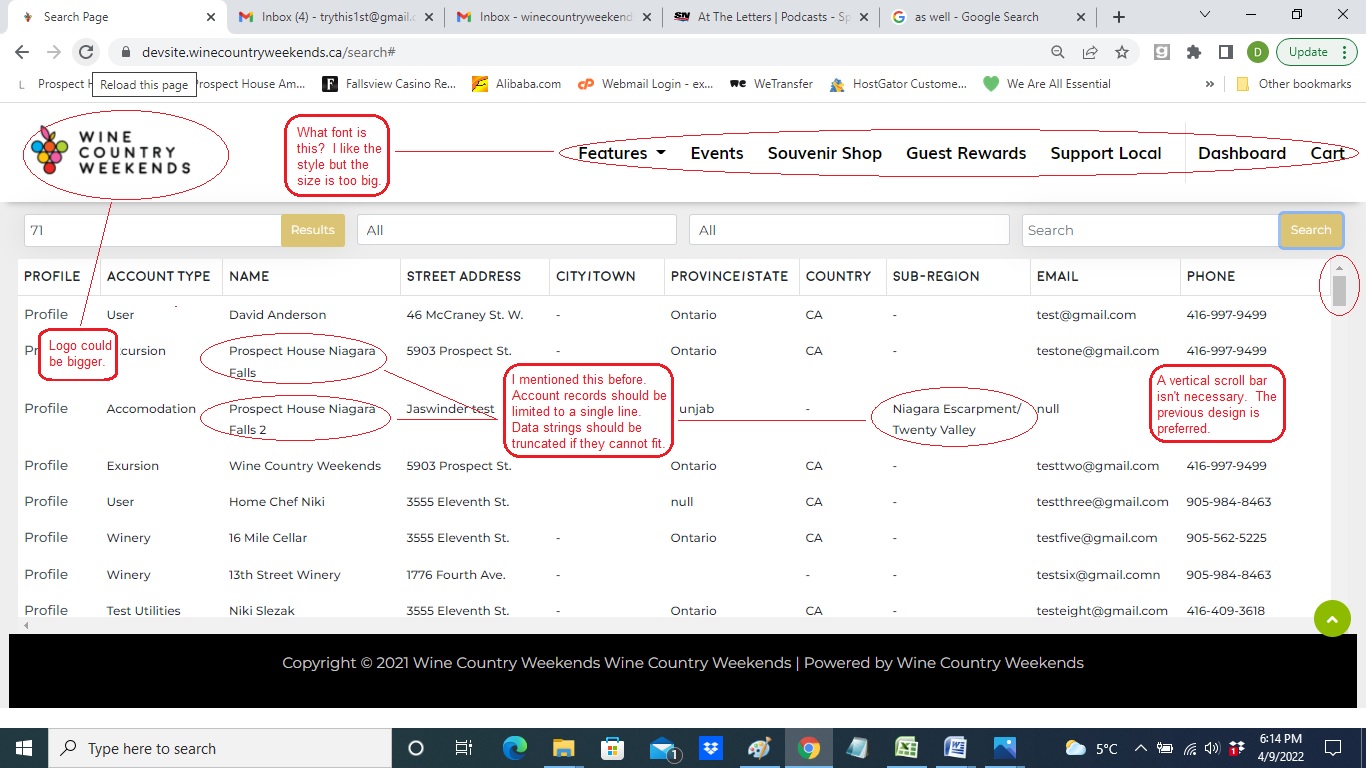 Search Page
Inbox (4) - trythis1st@gmail.c
Inbox - winecountryweekend
At The Letters | Podcasts - Sp
as well - Google Search
devsite.winecountryweekends.ca/search#
D
Update
Prospect H
Prospect House Am...
Fallsview Casino Re...
Alibaba.com
Webmail Login - ex...
WeTransfer
HostGator Custome...
We Are All Essential
»
Other bookmarks
Reload this page
WINE
COUNTRY
WEEKENDS
What font is
this? I like the
style but the
size is too big.
Features
Events
Souvenir Shop
Guest Rewards
Support Local
Dashboard
Cart
71 Results
All
All
Search Search
PROFILE ACCOUNT TYPE NAME STREET ADDRESS CITY|TOWN PROVINCE|STATE COUNTRY SUB-REGION EMAIL PHONE
Profile User David Anderson 46 McCraney St. W. - Ontario CA - test@gmail.com 416-997-9499
Logo could
be bigger.
Pr xcursion Prospect House Niagara 5903 Prospect St. - Ontario CA - testone@gmail.com 416-997-9499
Falls
I mentioned this before.
Account records should be
limited to a single line.
Data strings should be
truncated if they cannot fit.
A vertical scroll bar
isn't necessary. The
previous design is
preferred.
Profile Accomodation Prospect House Niagara Jaswinder test unjab - Niagara Escarpment/ null
Falls 2 Twenty Valley
Profile Exursion Wine Country Weekends 5903 Prospect St. Ontario CA - testtwo@gmail.com 416-997-9499
Profile User Home Chef Niki 3555 Eleventh St. null CA - testthree@gmail.com 905-984-8463
Profile Winery 16 Mile Cellar 3555 Eleventh St. - Ontario CA - testfive@gmail.com 905-562-5225
Profile Winery 13th Street Winery 1776 Fourth Ave. - - - testsix@gmail.comn 905-984-8463
Profile Test Utilities Niki Slezak 3555 Eleventh St. - Ontario CA - testeight@gmail.com 416-409-3618
Copyright © 2021 Wine Country Weekends Wine Country Weekends | Powered by Wine Country Weekends
Type here to search
1
5°C
6:14 PM
4/9/2022